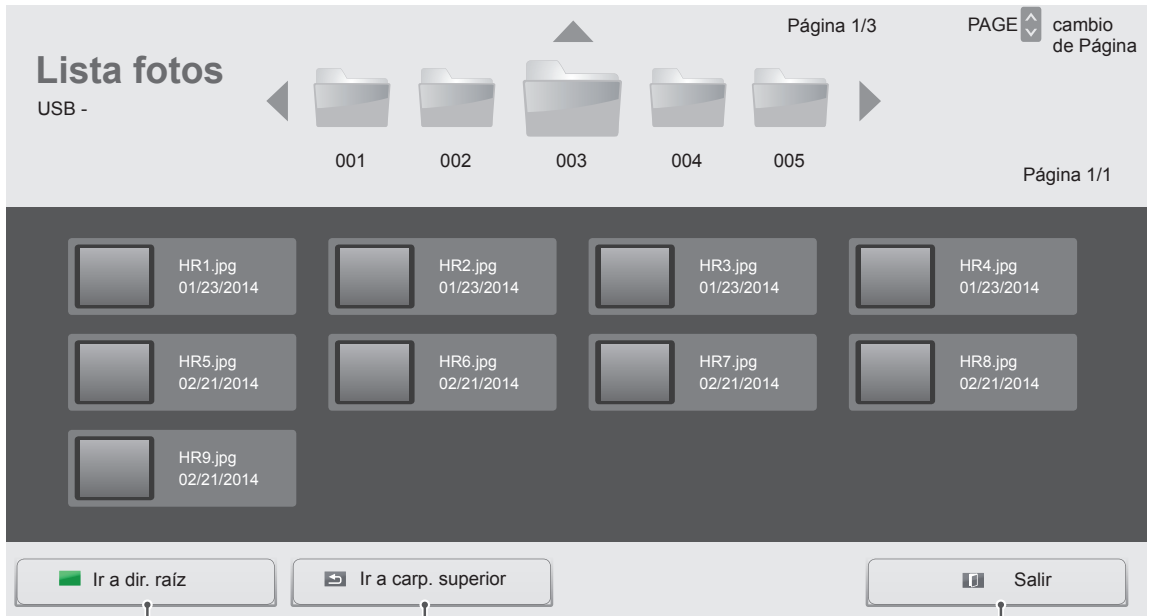 Página 1/3
PAGE
cambio
de Página
Lista fotos
USB -
001
002
003
004
005
Página 1/1
HR1.jpg
01/23/2014
HR2.jpg
01/23/2014
HR3.jpg
01/23/2014
HR4.jpg
01/23/2014
HR5.jpg
02/21/2014
HR6.jpg
02/21/2014
HR7.jpg
02/21/2014
HR8.jpg
02/21/2014
HR9.jpg
02/21/2014
Ir a dir. raíz
Ir a carp. superior
Salir